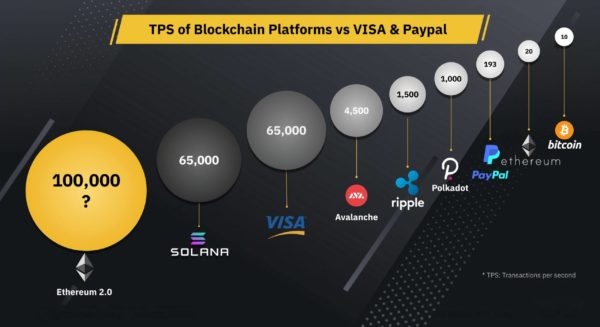 TPS of Blockchain Platforms vs VISA & Paypal
100,000
?
Ethereum 2.0
65,000
SOLANA
65,000
VISA
4,500
Avalanche
1,500
ripple
1,000
Polkadot
193
PayPal
20
ethereum
10
bitcoin
* TPS: Transactions per second